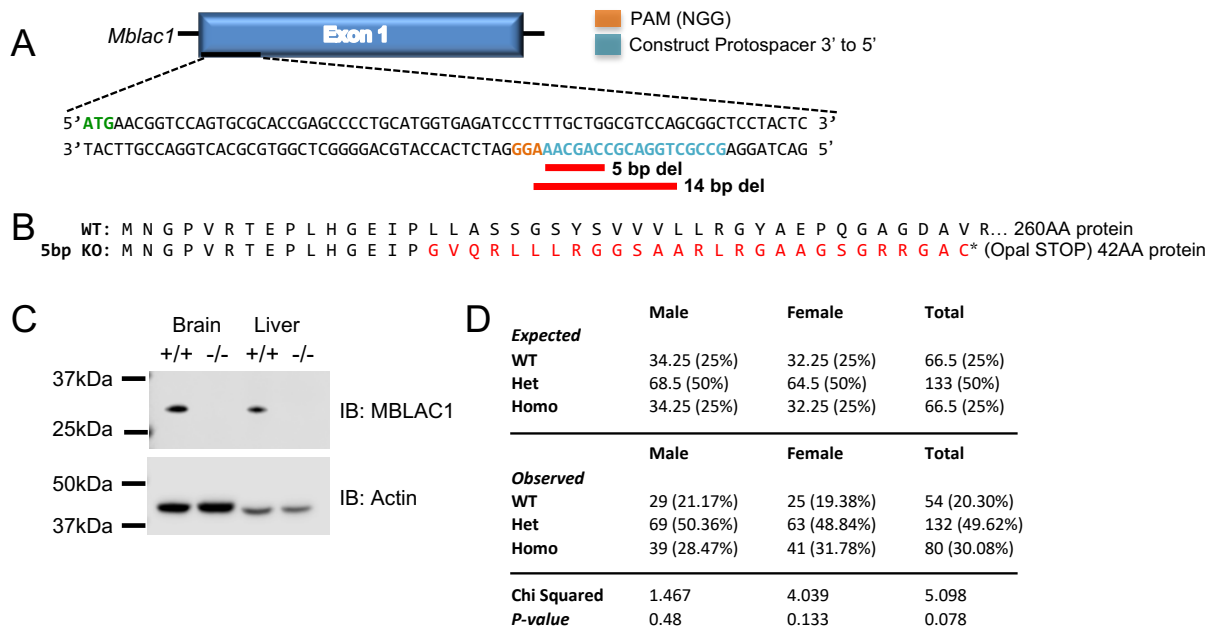 A
Mblac1
Exon 1
PAM (NGG)
Construct Protospacer 3’ to 5’
5’ATGAACGGTCCAGTGCGCACCGAGCCCCTGCATGGTGAGATCCCTTTGCTGGCGTCCAGCGGCTCCTACTC 3’
3’TACTTGCCAGGTCACGCGTGGCTCGGGGACGTACCACTCTAGGGAAACGACCGCAGGTCGCCGAGGATCAG 5’
5 bp del
14 bp del
B
WT: M N G P V R T E P L H G E I P L L A S S G S Y S V V V L L R G Y A E P Q G A G D A V R... 260AA protein
5bp KO: M N G P V R T E P L H G E I P G V Q R L L L R G G S A A R L R G A A G S G R R G A C* (Opal STOP) 42AA protein
C
Brain Liver
+/+ -/- +/+ -/-
37kDa
25kDa
IB: MBLAC1
50kDa
37kDa
IB: Actin
D
Male Female Total
Expected
WT 34.25 (25%) 32.25 (25%) 66.5 (25%)
Het 68.5 (50%) 64.5 (50%) 133 (50%)
Homo 34.25 (25%) 32.25 (25%) 66.5 (25%)
Male Female Total
Observed
WT 29 (21.17%) 25 (19.38%) 54 (20.30%)
Het 69 (50.36%) 63 (48.84%) 132 (49.62%)
Homo 39 (28.47%) 41 (31.78%) 80 (30.08%)
Chi Squared 1.467 4.039 5.098
P-value 0.48 0.133 0.078